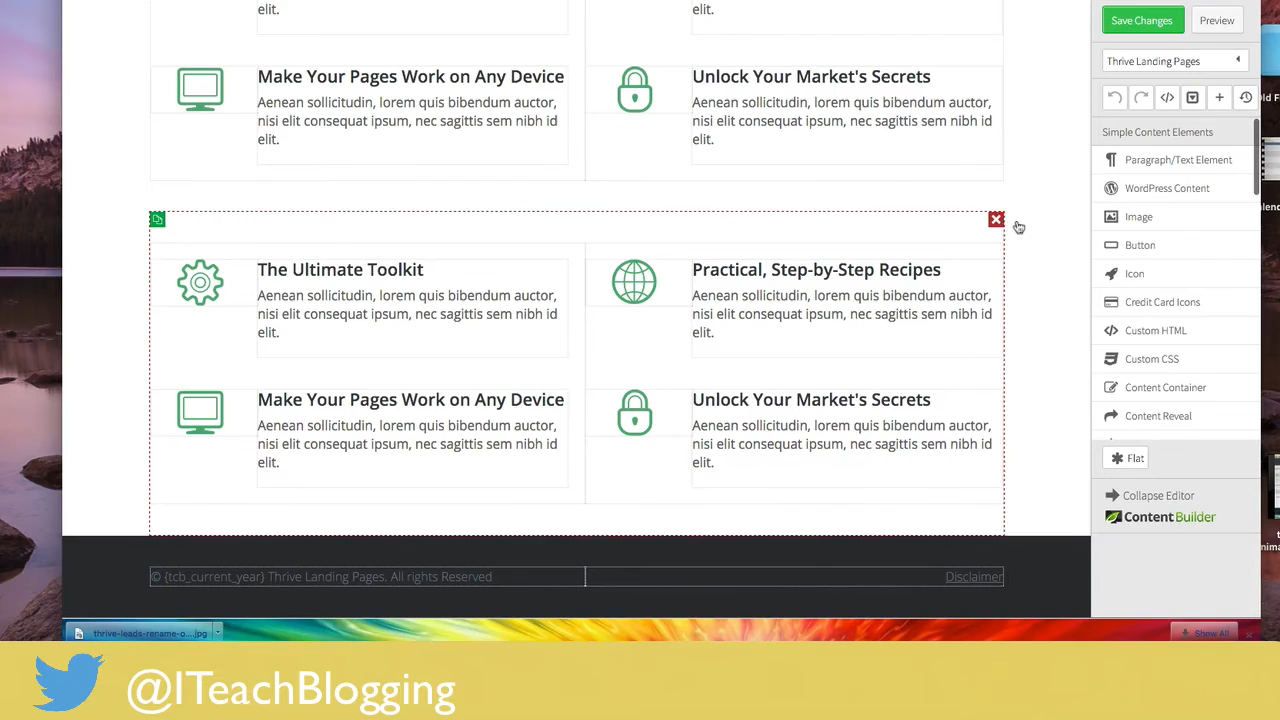 elit.
elit.
Make Your Pages Work on Any Device
Aenean sollicitudin, lorem quis bibendum auctor,
nisi elit consequat ipsum, nec sagittis sem nibh id
elit.
Unlock Your Market's Secrets
Aenean sollicitudin, lorem quis bibendum auctor,
nisi elit consequat ipsum, nec sagittis sem nibh id
elit.
The Ultimate Toolkit
Aenean sollicitudin, lorem quis bibendum auctor,
nisi elit consequat ipsum, nec sagittis sem nibh id
elit.
Practical, Step-by-Step Recipes
Aenean sollicitudin, lorem quis bibendum auctor,
nisi elit consequat ipsum, nec sagittis sem nibh id
elit.
Make Your Pages Work on Any Device
Aenean sollicitudin, lorem quis bibendum auctor,
nisi elit consequat ipsum, nec sagittis sem nibh id
elit.
Unlock Your Market's Secrets
Aenean sollicitudin, lorem quis bibendum auctor,
nisi elit consequat ipsum, nec sagittis sem nibh id
elit.
© {tcb_current_year} Thrive Landing Pages. All rights Reserved
Disclaimer
Save Changes
Preview
Thrive Landing Pages
Simple Content Elements
Paragraph/Text Element
WordPress Content
Image
Button
Icon
Credit Card Icons
Custom HTML
Custom CSS
Content Container
Content Reveal
Flat
Collapse Editor
ContentBuilder
thrive-leads-rename-o....jpg
Show All
@ITeachBlogging